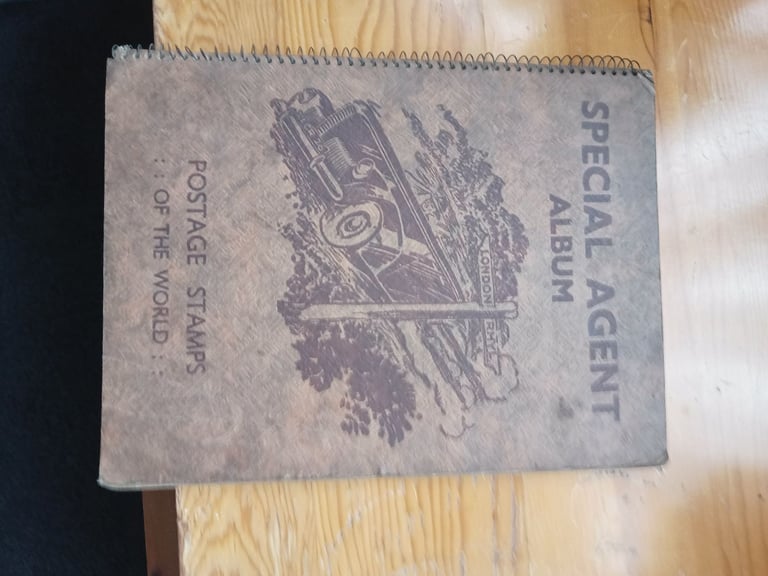 SPECIAL AGENT
ALBUM
LONDON
POSTAGE STAMPS
: : OF THE WORLD : :